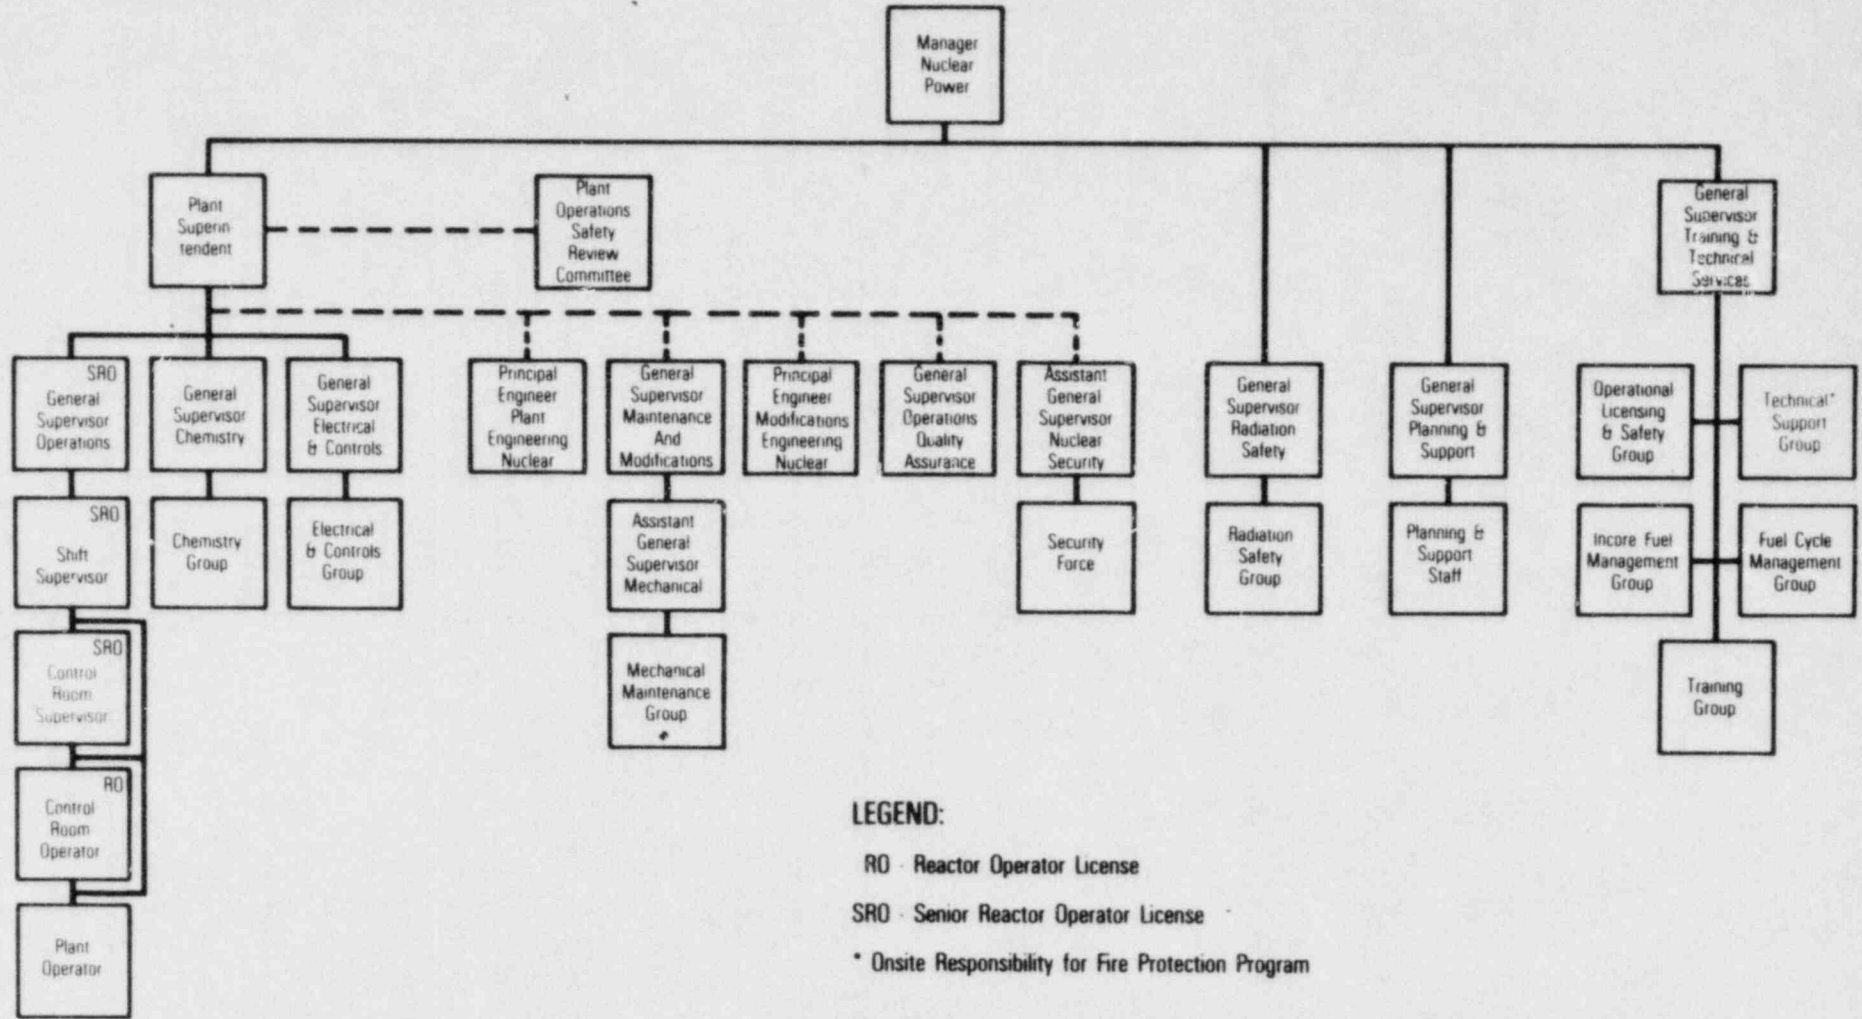 Manager
Nuclear
Power
Plant
Superin
tendent
Plant
Operations
Safety
Review
Committee
General
Supervisor
Training &
Technical
Services
SRO
General
Supervisor
Operations
General
Supervisor
Chemistry
General
Supervisor
Electrical
& Controls
Principal
Engineer
Plant
Engineering
Nuclear
General
Supervisor
Maintenance
And
Modifications
Principal
Engineer
Modifications
Engineering
Nuclear
General
Supervisor
Operations
Quality
Assurance
Assistant
General
Supervisor
Nuclear
Security
General
Supervisor
Radiation
Safety
General
Supervisor
Planning &
Support
Operational
Licensing
& Safety
Group
Technical*
Support
Group
SRO
Shift
Supervisor
Chemistry
Group
Electrical
& Controls
Group
Assistant
General
Supervisor
Mechanical
Security
Force
Radiation
Safety
Group
Planning &
Support
Staff
Incore Fuel
Management
Group
Fuel Cycle
Management
Group
SRO
Control
Room
Supervisor
Mechanical
Maintenance
Group
*
Training
Group
RO
Control
Room
Operator
Plant
Operator
LEGEND:
RO - Reactor Operator License
SRO - Senior Reactor Operator License
* Onsite Responsibility for Fire Protection Program